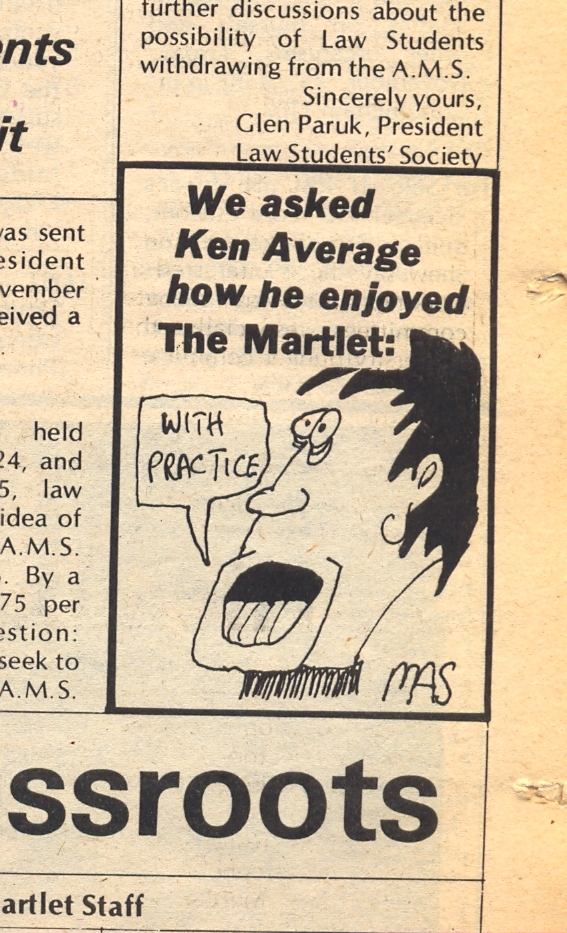 ents
it
was sent
esident
vember
eived a
held
24, and
5, law
idea of
A.M.S.
. By a
75 per
estion:
seek to
A.M.S.
further discussions about the
possibility of Law Students
withdrawing from the A.M.S.
Sincerely yours,
Glen Paruk, President
Law Students' Society
We asked
Ken Average
how he enjoyed
The Martlet:
WITH
PRACTICE
MAS
ssroots
artlet Staff